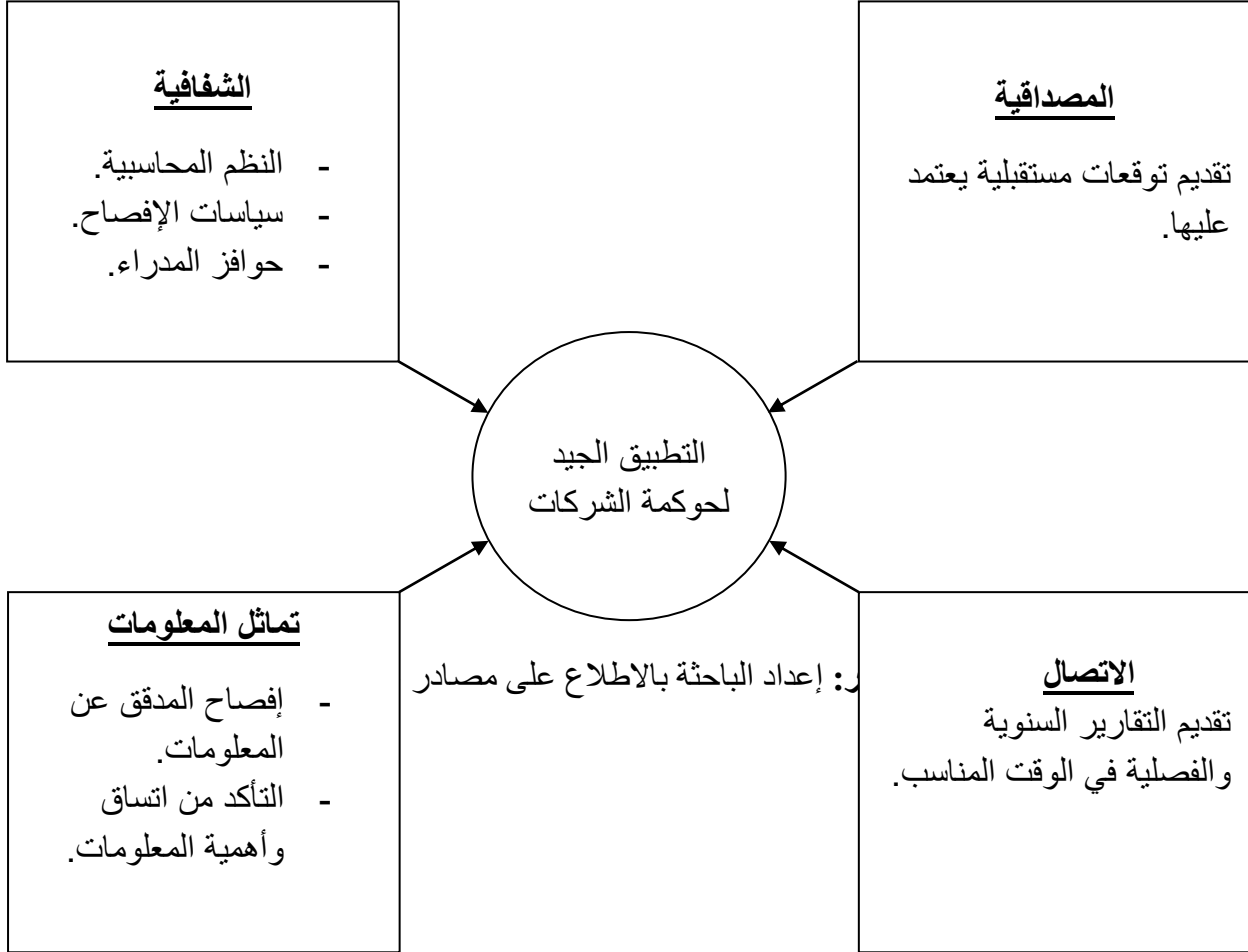 المصداقية
تقديم توقعات مستقبلية يعتمد
عليها.
الشفافية
- النظم المحاسبية.
- سياسات الإفصاح.
- حوافز المدراء.
التطبيق الجيد
لحوكمة الشركات
الاتصال
تقديم التقارير السنوية
والفصلية في الوقت المناسب.
إعداد الباحثة بالاطلاع على مصادر
تماثل المعلومات
- إفصاح المدقق عن
المعلومات.
- التأكد من اتساق
وأهمية المعلومات.